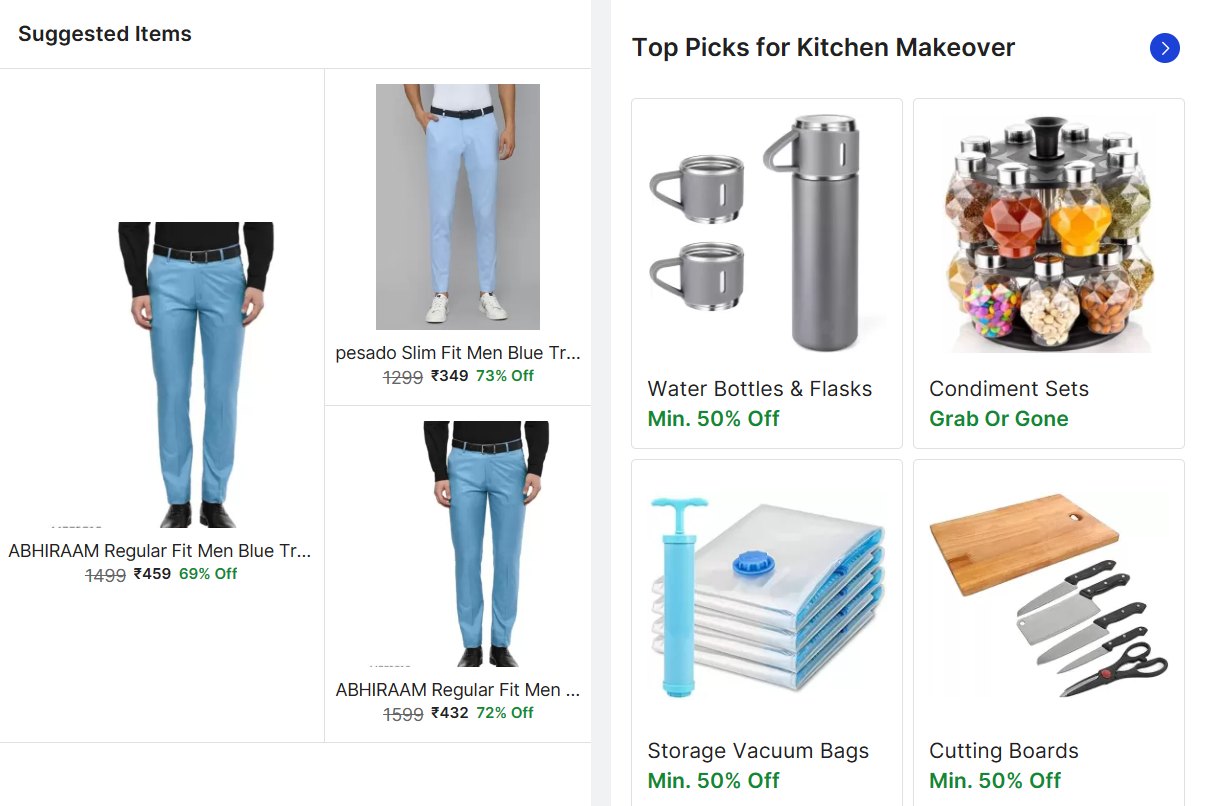 Suggested Items
ABHIRAAM Regular Fit Men Blue Tr...
1499 ₹459 69% Off
pesado Slim Fit Men Blue Tr...
1299 ₹349 73% Off
ABHIRAAM Regular Fit Men ...
1599 ₹432 72% Off
Top Picks for Kitchen Makeover
Water Bottles & Flasks
Min. 50% Off
Condiment Sets
Grab Or Gone
Storage Vacuum Bags
Min. 50% Off
Cutting Boards
Min. 50% Off